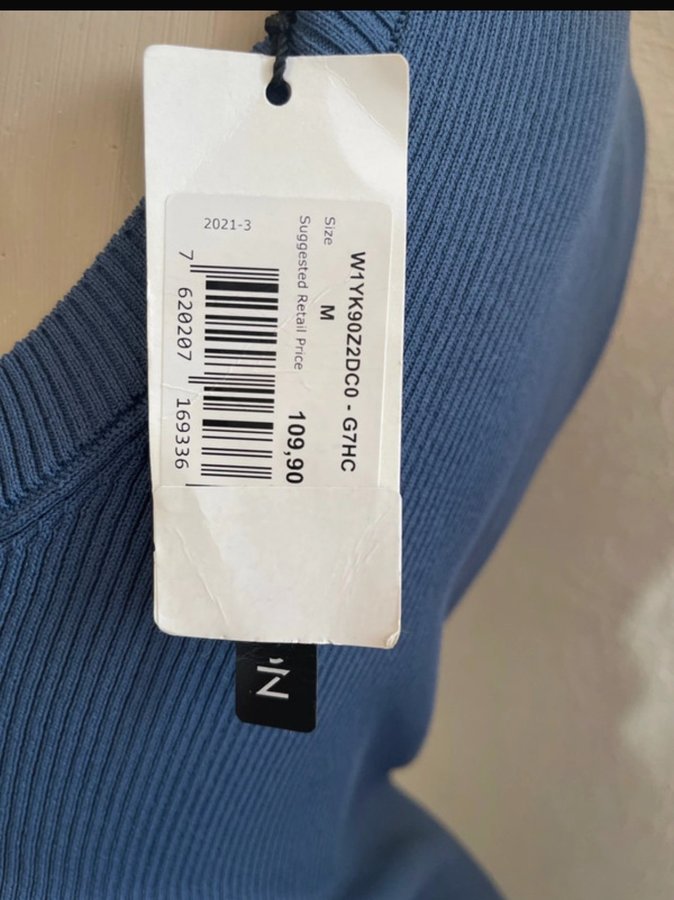 W1YK90Z2DC0 - G7HC
Size M
Suggested Retail Price 109,90
2021-3
7 620207 169336